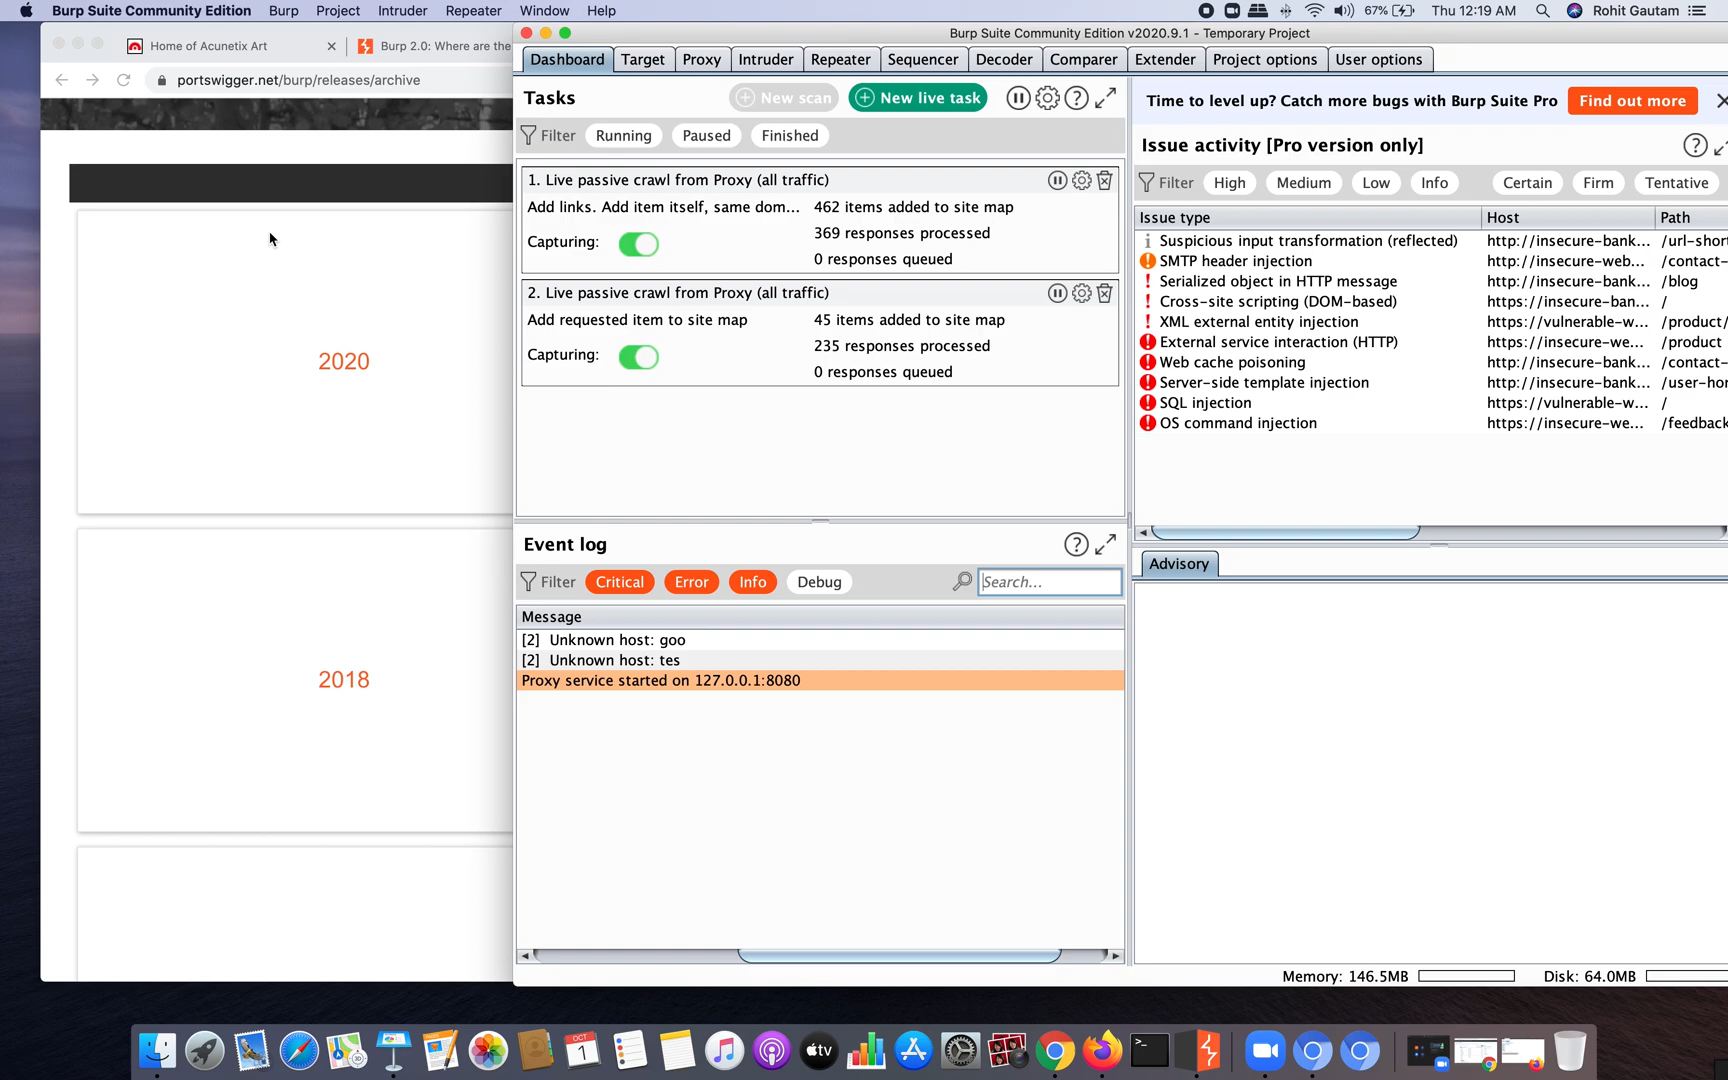 Burp Suite Community Edition Burp Project Intruder Repeater Window Help
67% Thu 12:19 AM Rohit Gautam
Home of Acunetix Art
Burp 2.0: Where are the
portswigger.net/burp/releases/archive
2020
2018
Burp Suite Community Edition v2020.9.1 - Temporary Project
Dashboard Target Proxy Intruder Repeater Sequencer Decoder Comparer Extender Project options User options
Tasks
New scan
New live task
Filter Running Paused Finished
1. Live passive crawl from Proxy (all traffic)
Add links. Add item itself, same dom... 462 items added to site map
369 responses processed
Capturing:
0 responses queued
2. Live passive crawl from Proxy (all traffic)
Add requested item to site map 45 items added to site map
235 responses processed
Capturing:
0 responses queued
Event log
Filter Critical Error Info Debug Search...
Message
[2] Unknown host: goo
[2] Unknown host: tes
Proxy service started on 127.0.0.1:8080
Time to level up? Catch more bugs with Burp Suite Pro Find out more
Issue activity [Pro version only]
Filter High Medium Low Info Certain Firm Tentative
Issue type Host Path
Suspicious input transformation (reflected) http://insecure-bank... /url-shor
SMTP header injection http://insecure-web... /contact-
Serialized object in HTTP message http://insecure-bank... /blog
Cross-site scripting (DOM-based) https://insecure-ban... /
XML external entity injection https://vulnerable-w... /product/
External service interaction (HTTP) https://insecure-we... /product
Web cache poisoning http://insecure-bank... /contact-
Server-side template injection http://insecure-bank... /user-hor
SQL injection https://vulnerable-w... /
OS command injection https://insecure-we... /feedback
Advisory
Memory: 146.5MB Disk: 64.0MB
OCT
1
tv